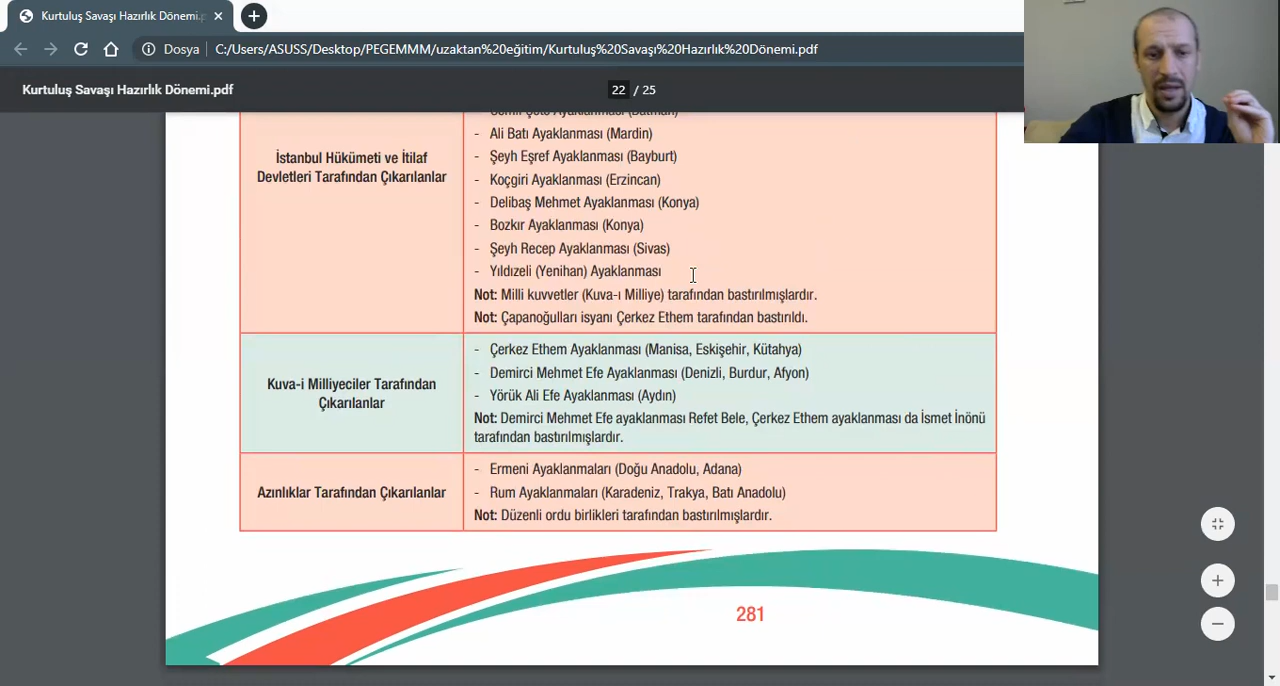 Kurtuluş Savaşı Hazırlık Dönemi.p
Dosya
C:/Users/ASUSS/Desktop/PEGEMMM/uzaktan%20eğitim/Kurtuluş%20Savaşı%20Hazırlık%20Dönemi.pdf
Kurtuluş Savaşı Hazırlık Dönemi.pdf
22 / 25
İstanbul Hükümeti ve İtilaf
Devletleri Tarafından Çıkarılanlar
- Ali Batı Ayaklanması (Mardin)
- Şeyh Eşref Ayaklanması (Bayburt)
- Koçgiri Ayaklanması (Erzincan)
- Delibaş Mehmet Ayaklanması (Konya)
- Bozkır Ayaklanması (Konya)
- Şeyh Recep Ayaklanması (Sivas)
- Yıldızeli (Yenihan) Ayaklanması
Not: Milli kuvvetler (Kuva-ı Milliye) tarafından bastırılmışlardır.
Not: Çapanoğulları isyanı Çerkez Ethem tarafından bastırıldı.
Kuva-i Milliyeciler Tarafından
Çıkarılanlar
- Çerkez Ethem Ayaklanması (Manisa, Eskişehir, Kütahya)
- Demirci Mehmet Efe Ayaklanması (Denizli, Burdur, Afyon)
- Yörük Ali Efe Ayaklanması (Aydın)
Not: Demirci Mehmet Efe ayaklanması Refet Bele, Çerkez Ethem ayaklanması da İsmet İnönü
tarafından bastırılmışlardır.
Azınlıklar Tarafından Çıkarılanlar
- Ermeni Ayaklanmaları (Doğu Anadolu, Adana)
- Rum Ayaklanmaları (Karadeniz, Trakya, Batı Anadolu)
Not: Düzenli ordu birlikleri tarafından bastırılmışlardır.
281